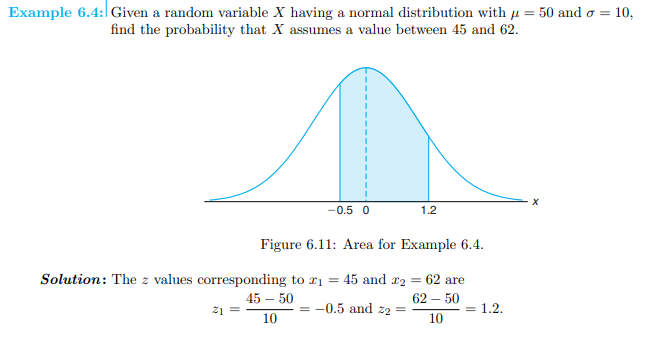 Example 6.4: Given a random variable X having a normal distribution with μ = 50 and σ = 10,
find the probability that X assumes a value between 45 and 62.
−0.5 0 1.2 x
Figure 6.11: Area for Example 6.4.
Solution: The z values corresponding to x₁ = 45 and x₂ = 62 are
z₁ = (45 − 50)/10 = −0.5 and z₂ = (62 − 50)/10 = 1.2.